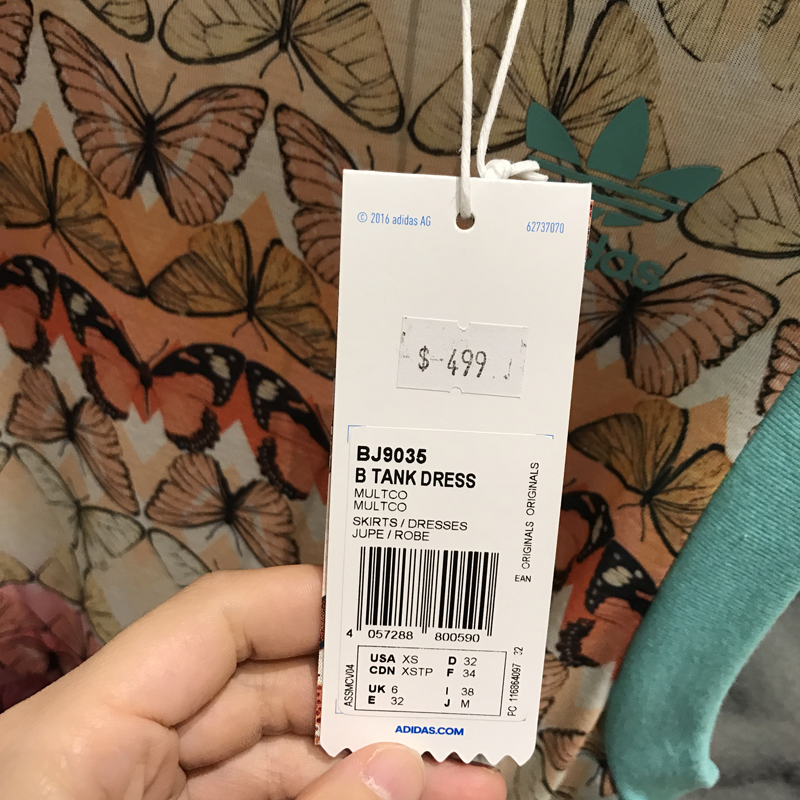 © 2016 adidas AG
62737070
das
$ 499
BJ9035
B TANK DRESS
MULTCO
MULTCO
SKIRTS / DRESSES
JUPE / ROBE
ORIGINALS ORIGINALS
EAN
4 057288 800590
USA XS D 32
CDN XSTP F 34
UK 6 I 38
E 32 J M
ASSMCV04
PC 116864097 32
ADIDAS.COM